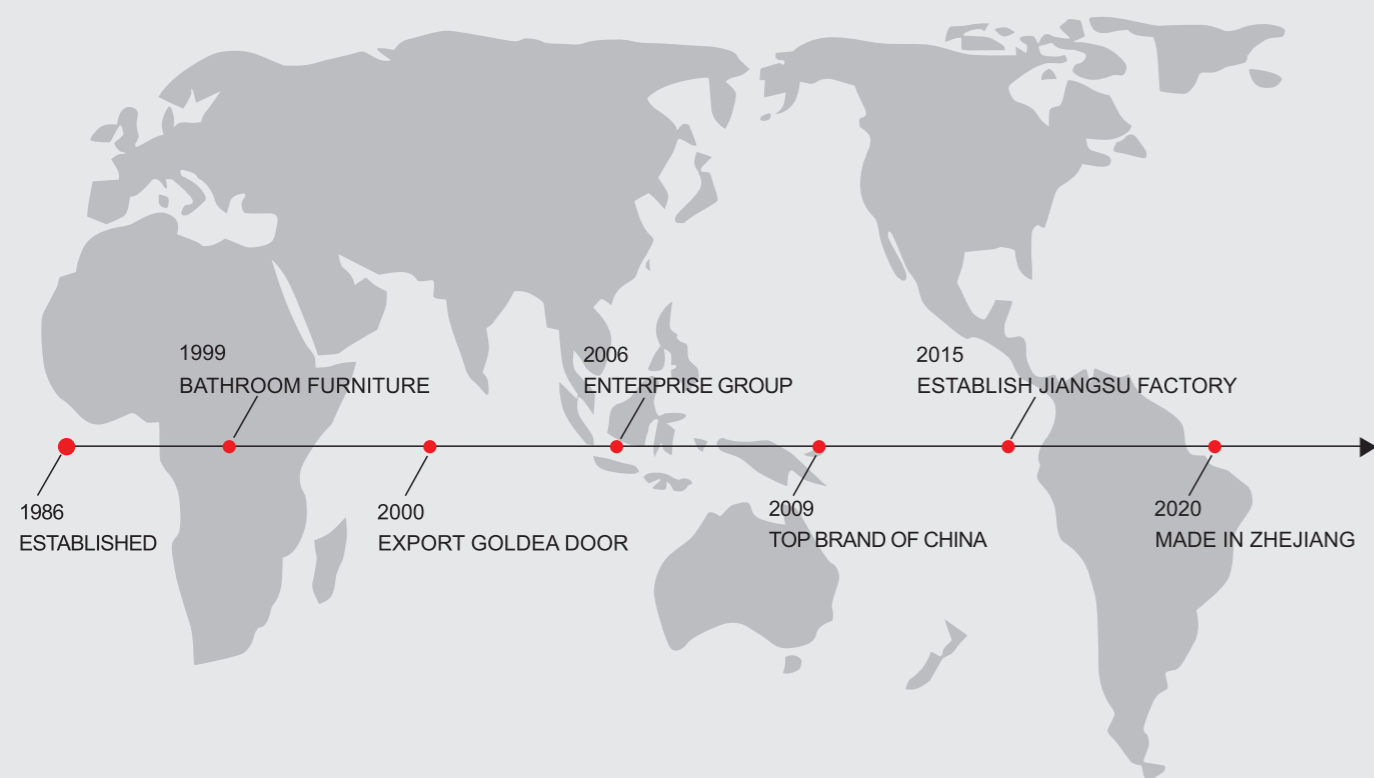 1986
ESTABLISHED
1999
BATHROOM FURNITURE
2000
EXPORT GOLDEA DOOR
2006
ENTERPRISE GROUP
2009
TOP BRAND OF CHINA
2015
ESTABLISH JIANGSU FACTORY
2020
MADE IN ZHEJIANG